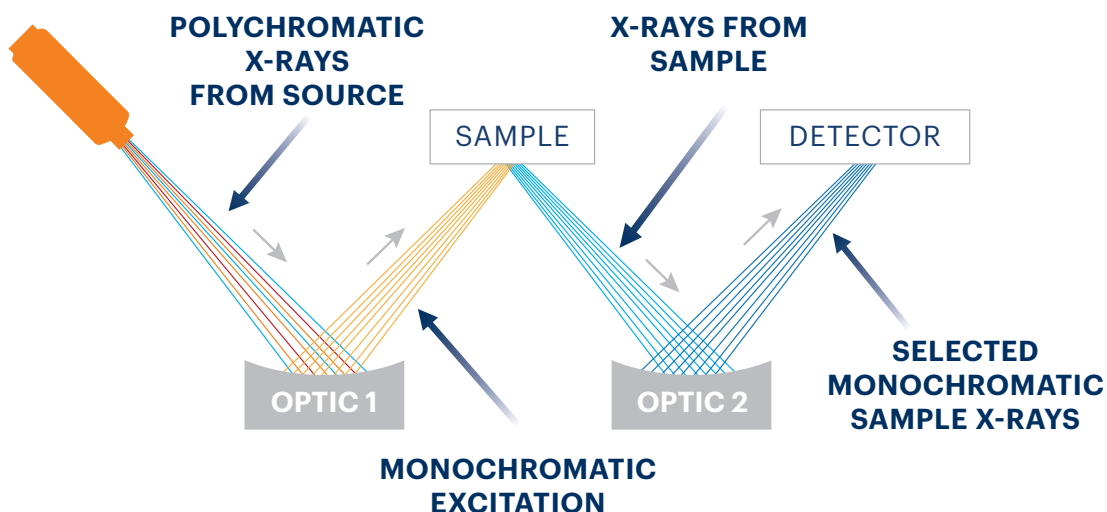 POLYCHROMATIC
X-RAYS
FROM SOURCE
X-RAYS FROM
SAMPLE
SAMPLE
DETECTOR
OPTIC 1
OPTIC 2
SELECTED
MONOCHROMATIC
SAMPLE X-RAYS
MONOCHROMATIC
EXCITATION